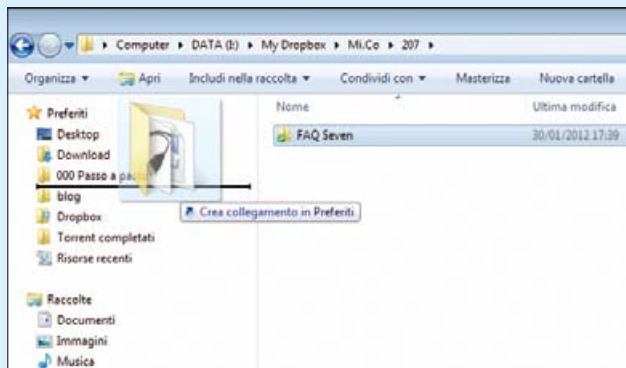 Computer ▸ DATA (I:) ▸ My Dropbox ▸ Mi.Co ▸ 207 ▸
Organizza Apri Includi nella raccolta Condividi con Masterizza Nuova cartella
Nome Ultima modifica
Preferiti
FAQ Seven 30/01/2012 17:39
Desktop
Download
000 Passo a
blog
Crea collegamento in Preferiti
Dropbox
Torrent completati
Risorse recenti
Raccolte
Documenti
Immagini
Musica